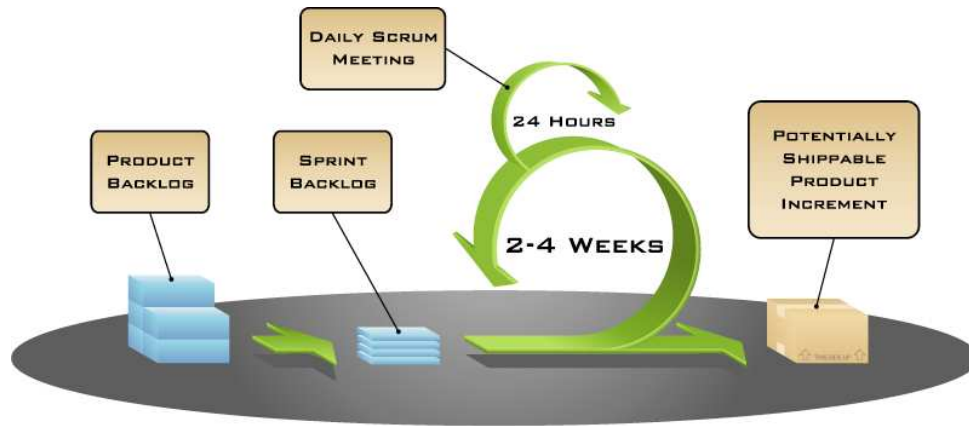 DAILY SCRUM
MEETING
24 HOURS
PRODUCT
BACKLOG
SPRINT
BACKLOG
POTENTIALLY
SHIPPABLE
PRODUCT
INCREMENT
2-4 WEEKS